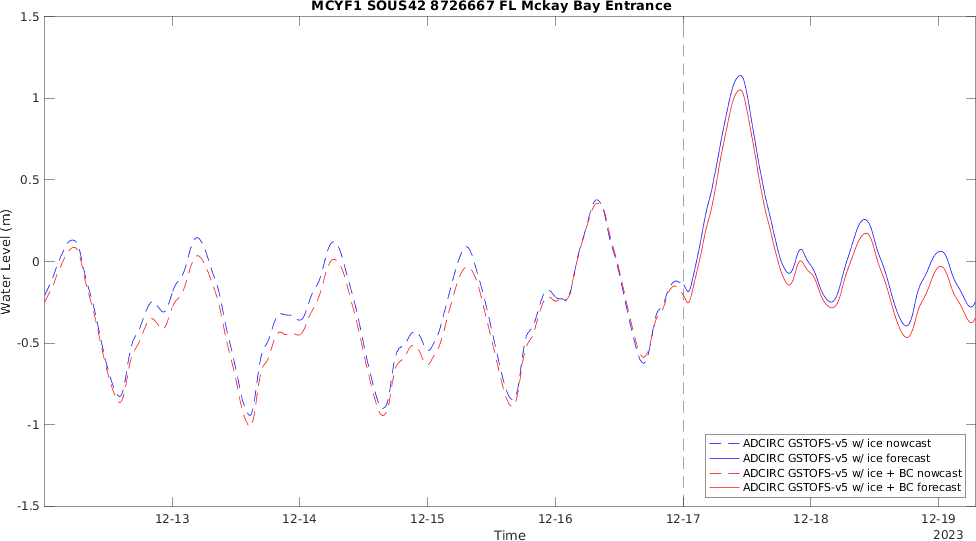 MCYF1 SOUS42 8726667 FL Mckay Bay Entrance
1.5
1
0.5
0
-0.5
-1
-1.5
Water Level (m)
12-13
12-14
12-15
12-16
12-17
12-18
12-19
Time
2023
ADCIRC GSTOFS-v5 w/ ice nowcast
ADCIRC GSTOFS-v5 w/ ice forecast
ADCIRC GSTOFS-v5 w/ ice + BC nowcast
ADCIRC GSTOFS-v5 w/ ice + BC forecast